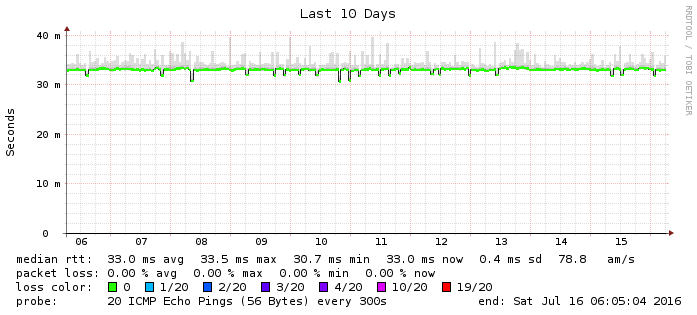 Last 10 Days
RRDTOOL / TOBI OETIKER
Seconds
40 m
30 m
20 m
10 m
0
06 07 08 09 10 11 12 13 14 15
median rtt: 33.0 ms avg 33.5 ms max 30.7 ms min 33.0 ms now 0.4 ms sd 78.8 am/s
packet loss: 0.00 % avg 0.00 % max 0.00 % min 0.00 % now
loss color: 0 1/20 2/20 3/20 4/20 10/20 19/20
probe: 20 ICMP Echo Pings (56 Bytes) every 300s end: Sat Jul 16 06:05:04 2016